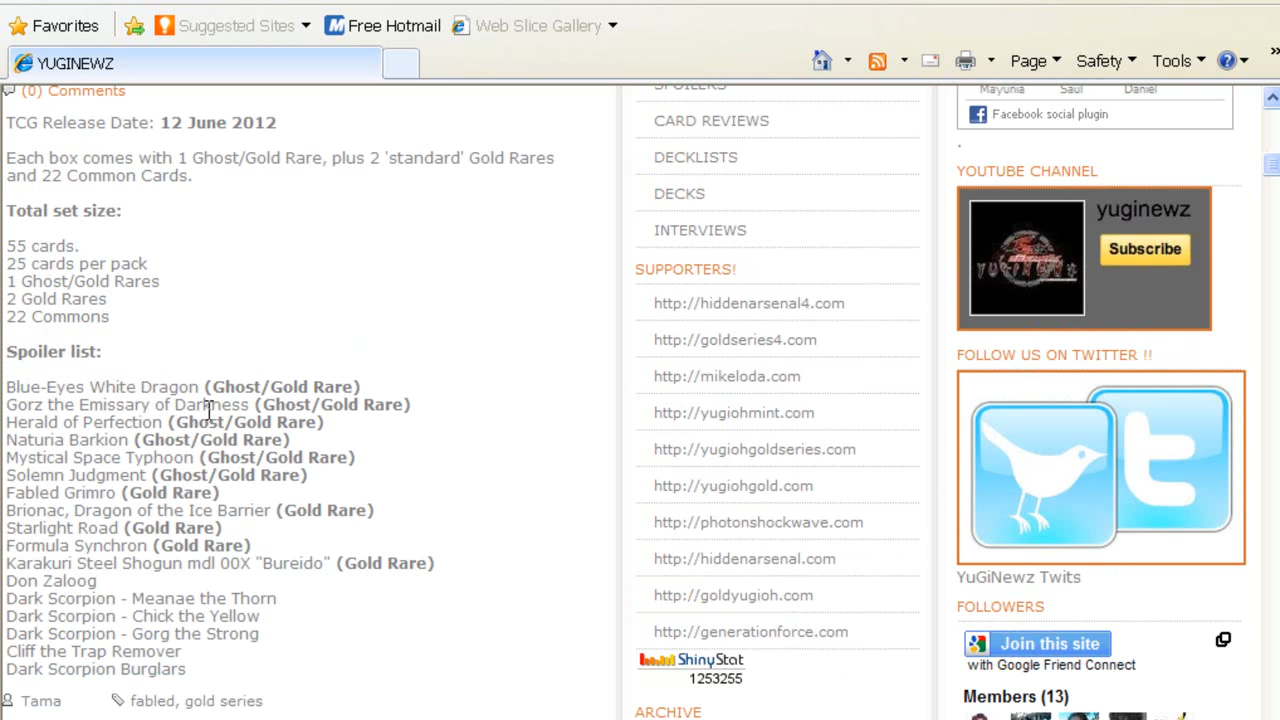 Favorites
Suggested Sites
Free Hotmail
Web Slice Gallery
YUGINEWZ
Page
Safety
Tools
(0) Comments
TCG Release Date: 12 June 2012
Each box comes with 1 Ghost/Gold Rare, plus 2 'standard' Gold Rares
and 22 Common Cards.
Total set size:
55 cards.
25 cards per pack
1 Ghost/Gold Rares
2 Gold Rares
22 Commons
Spoiler list:
Blue-Eyes White Dragon (Ghost/Gold Rare)
Gorz the Emissary of Darkness (Ghost/Gold Rare)
Herald of Perfection (Ghost/Gold Rare)
Naturia Barkion (Ghost/Gold Rare)
Mystical Space Typhoon (Ghost/Gold Rare)
Solemn Judgment (Ghost/Gold Rare)
Fabled Grimro (Gold Rare)
Brionac, Dragon of the Ice Barrier (Gold Rare)
Starlight Road (Gold Rare)
Formula Synchron (Gold Rare)
Karakuri Steel Shogun mdl 00X "Bureido" (Gold Rare)
Don Zaloog
Dark Scorpion - Meanae the Thorn
Dark Scorpion - Chick the Yellow
Dark Scorpion - Gorg the Strong
Cliff the Trap Remover
Dark Scorpion Burglars
Tama
fabled, gold series
SPOILERS
CARD REVIEWS
DECKLISTS
DECKS
INTERVIEWS
SUPPORTERS!
http://hiddenarsenal4.com
http://goldseries4.com
http://mikeloda.com
http://yugiohmint.com
http://yugiohgoldseries.com
http://yugiohgold.com
http://photonshockwave.com
http://hiddenarsenal.com
http://goldyugioh.com
http://generationforce.com
ShinyStat
1253255
ARCHIVE
Mayunia
Saul
Daniel
Facebook social plugin
.
YOUTUBE CHANNEL
yuginewz
YUGINEWZ
Subscribe
FOLLOW US ON TWITTER !!
YuGiNewz Twits
FOLLOWERS
Join this site
with Google Friend Connect
Members (13)